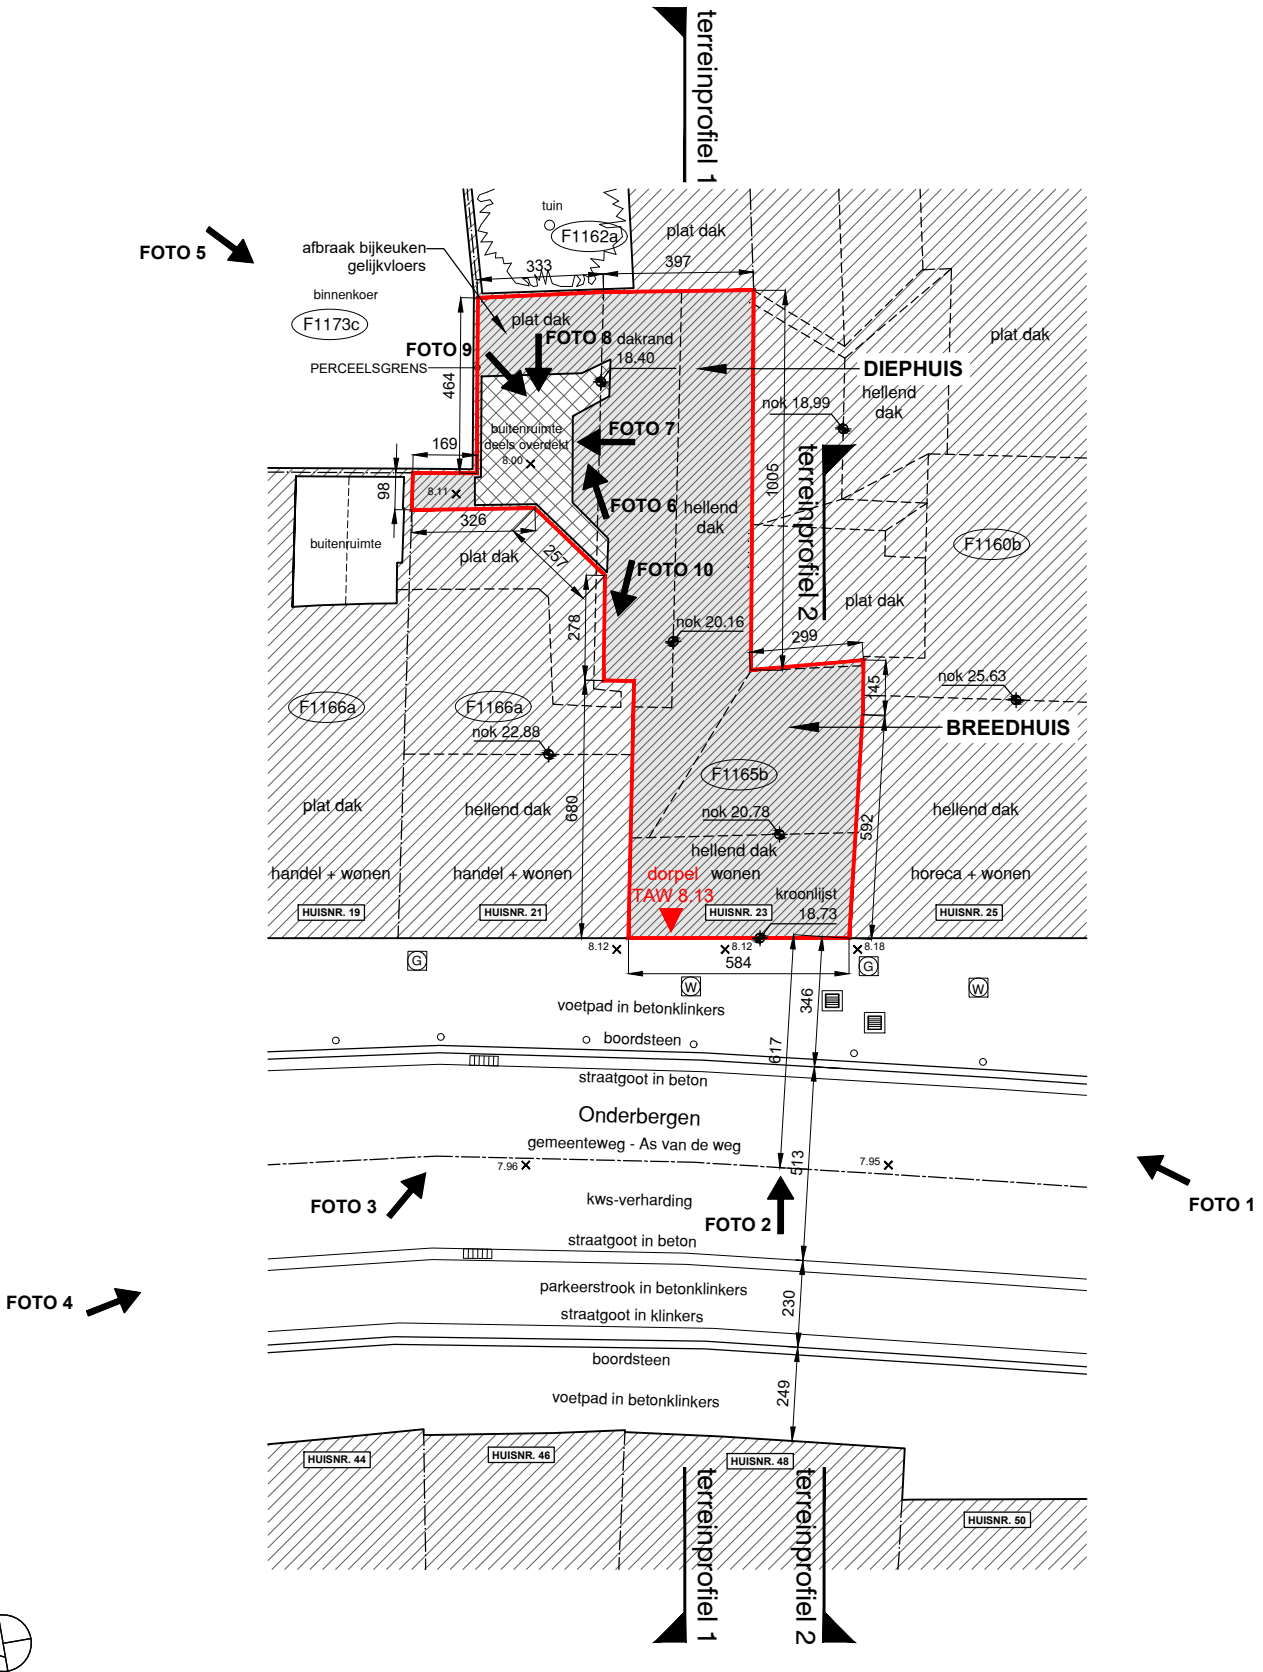 terreinprofiel 1
tuin
F1162a
plat dak
FOTO 5
afbraak bijkeuken
gelijkvloers
333
397
binnenkoer
F1173c
plat dak
plat dak
FOTO 8
dakrand
18.40
FOTO 9
PERCEELSGRENS
DIEPHUIS
464
hellend
dak
nok 18.99
buitenruimte
deels overdekt
8.00
FOTO 7
169
terreinprofiel 2
1005
98
8.11
FOTO 6
hellend
dak
326
buitenruimte
plat dak
257
F1160b
FOTO 10
plat dak
278
nok 20.16
299
145
nok 25.63
F1166a
F1166a
nok 22.88
BREEDHUIS
F1165b
plat dak
hellend dak
680
nok 20.78
hellend dak
592
hellend dak
handel + wonen
handel + wonen
dorpel
TAW 8.13
wonen
kroonlijst
18.73
horeca + wonen
HUISNR. 19
HUISNR. 21
HUISNR. 23
HUISNR. 25
8.12
8.12
8.18
G
584
G
W
W
346
voetpad in betonklinkers
boordsteen
617
straatgoot in beton
Onderbergen
gemeenteweg - As van de weg
7.96
513
7.95
FOTO 3
kws-verharding
FOTO 2
FOTO 1
straatgoot in beton
FOTO 4
parkeerstrook in betonklinkers
230
straatgoot in klinkers
boordsteen
249
voetpad in betonklinkers
HUISNR. 44
HUISNR. 46
HUISNR. 48
HUISNR. 50
terreinprofiel 1
terreinprofiel 2